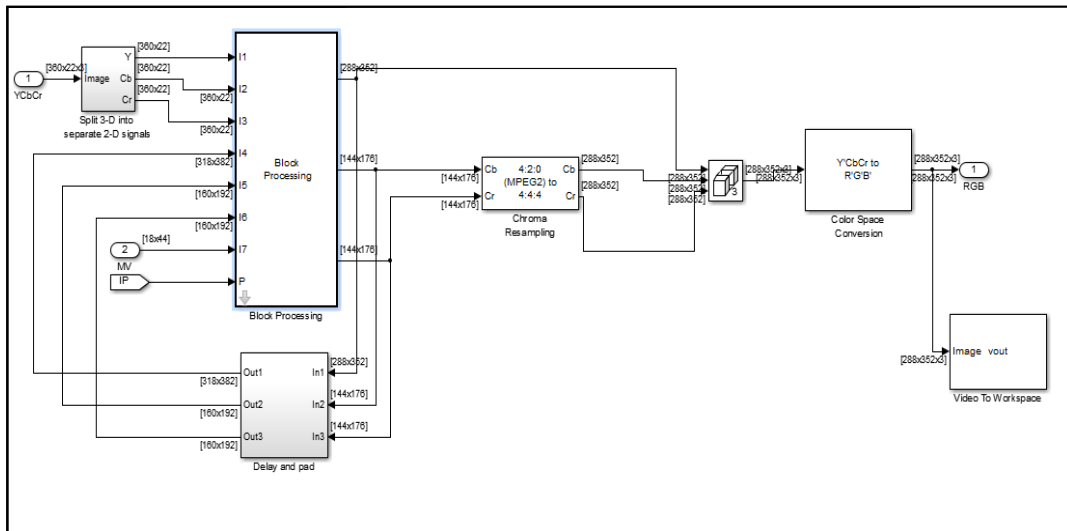 [360x22x3]
1
YCbCr
Image
Y
Cb
Cr
Split 3-D into
separate 2-D signals
[360x22]
[360x22]
[360x22]
[360x22]
[360x22]
[318x382]
[160x192]
[160x192]
[18x44]
2
MV
IP
I1
I2
I3
I4
I5
I6
I7
P
Block
Processing
Block Processing
[288x352]
[144x176]
[144x176]
[144x176]
[144x176]
Cb
Cr
4:2:0
(MPEG2) to
4:4:4
Cb
Cr
Chroma
Resampling
[288x352]
[288x352]
[288x352]
[288x352]
[288x352]
3
[288x352x3]
[288x352x3]
Y'CbCr to
R'G'B'
Color Space
Conversion
[288x352x3]
[288x352x3]
1
RGB
[288x352x3]
Image vout
Video To Workspace
Out1
Out2
Out3
In1
In2
In3
Delay and pad
[318x382]
[160x192]
[160x192]
[288x352]
[144x176]
[144x176]